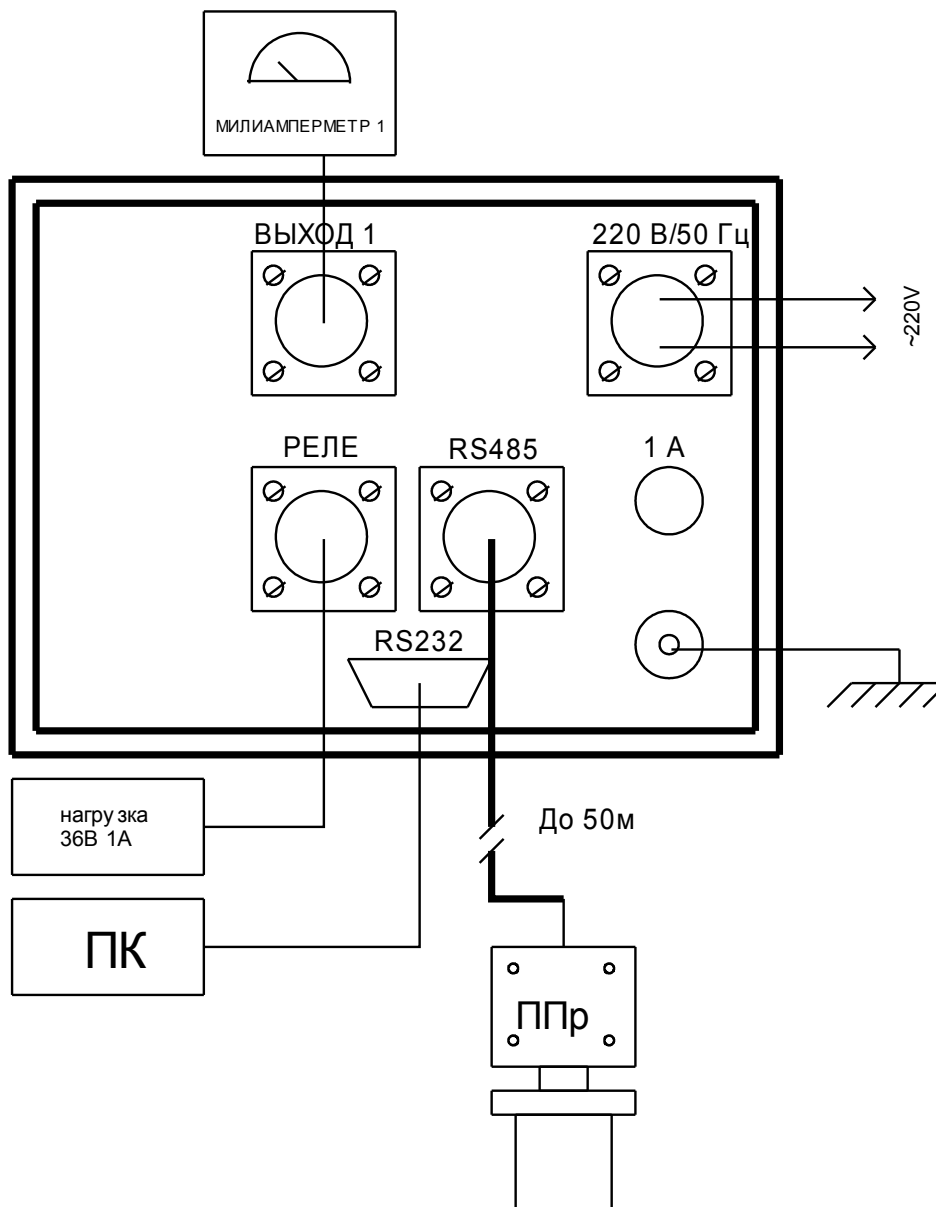 МИЛИАМПЕРМЕТР 1
ВЫХОД 1
220 В/50 Гц
~220V
РЕЛЕ
RS485
1 А
RS232
нагрузка
36В 1А
До 50м
ПК
ППр